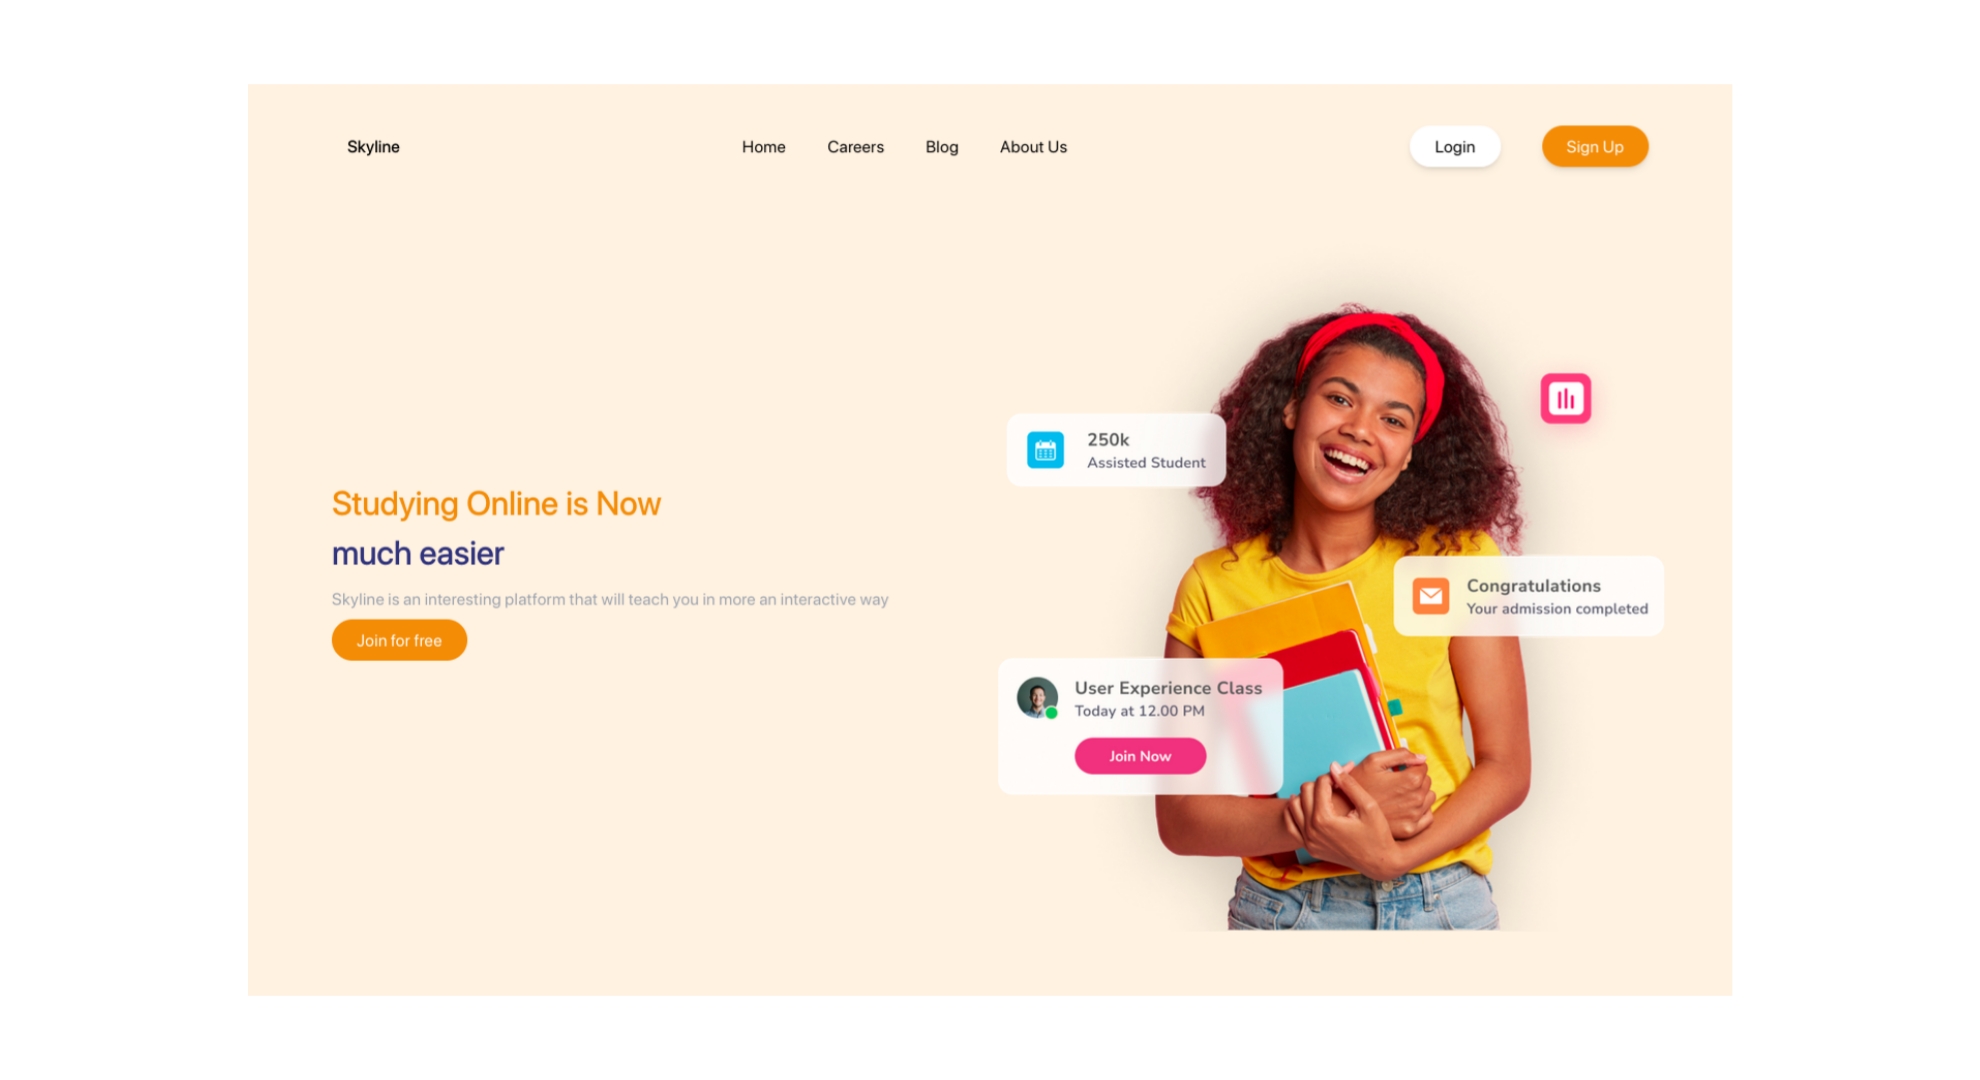 Skyline
Home
Careers
Blog
About Us
Login
Sign Up
Studying Online is Now
much easier
Skyline is an interesting platform that will teach you in more an interactive way
Join for free
250k
Assisted Student
Congratulations
Your admission completed
User Experience Class
Today at 12.00 PM
Join Now